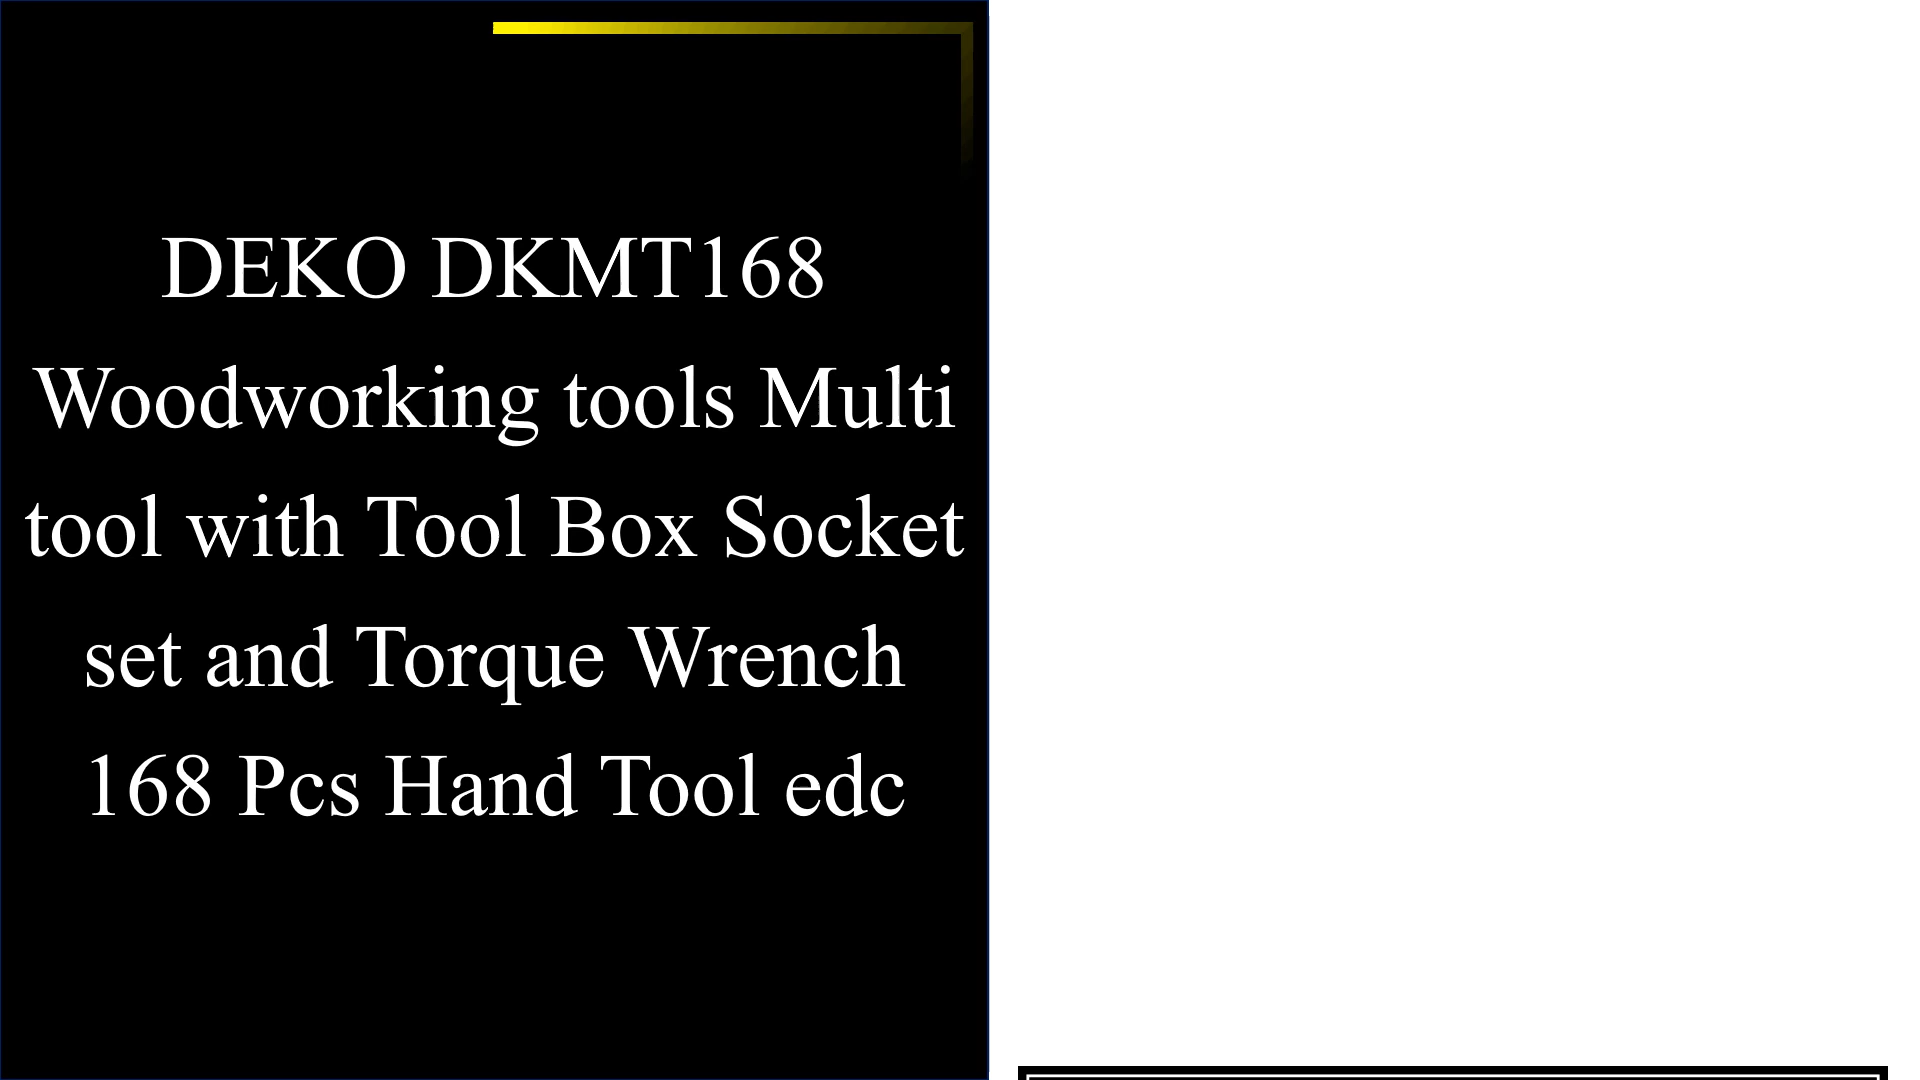 DEKO DKMT168
Woodworking tools Multi
tool with Tool Box Socket
set and Torque Wrench
168 Pcs Hand Tool edc